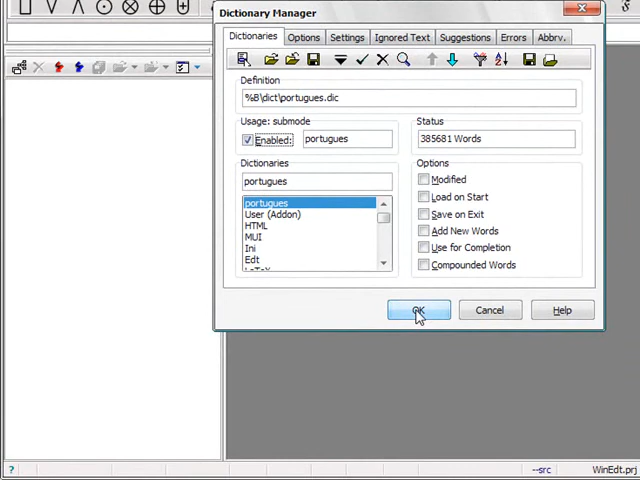 Dictionary Manager
Dictionaries
Options
Settings
Ignored Text
Suggestions
Errors
Abbrv.
Definition
%B\dict\portugues.dic
Usage: submode
Enabled:
portugues
Status
385681 Words
Dictionaries
portugues
portugues
User (Addon)
HTML
MUI
Ini
Edt
LaTeX
Options
Modified
Load on Start
Save on Exit
Add New Words
Use for Completion
Compounded Words
OK
Cancel
Help
?
--src
WinEdt.prj